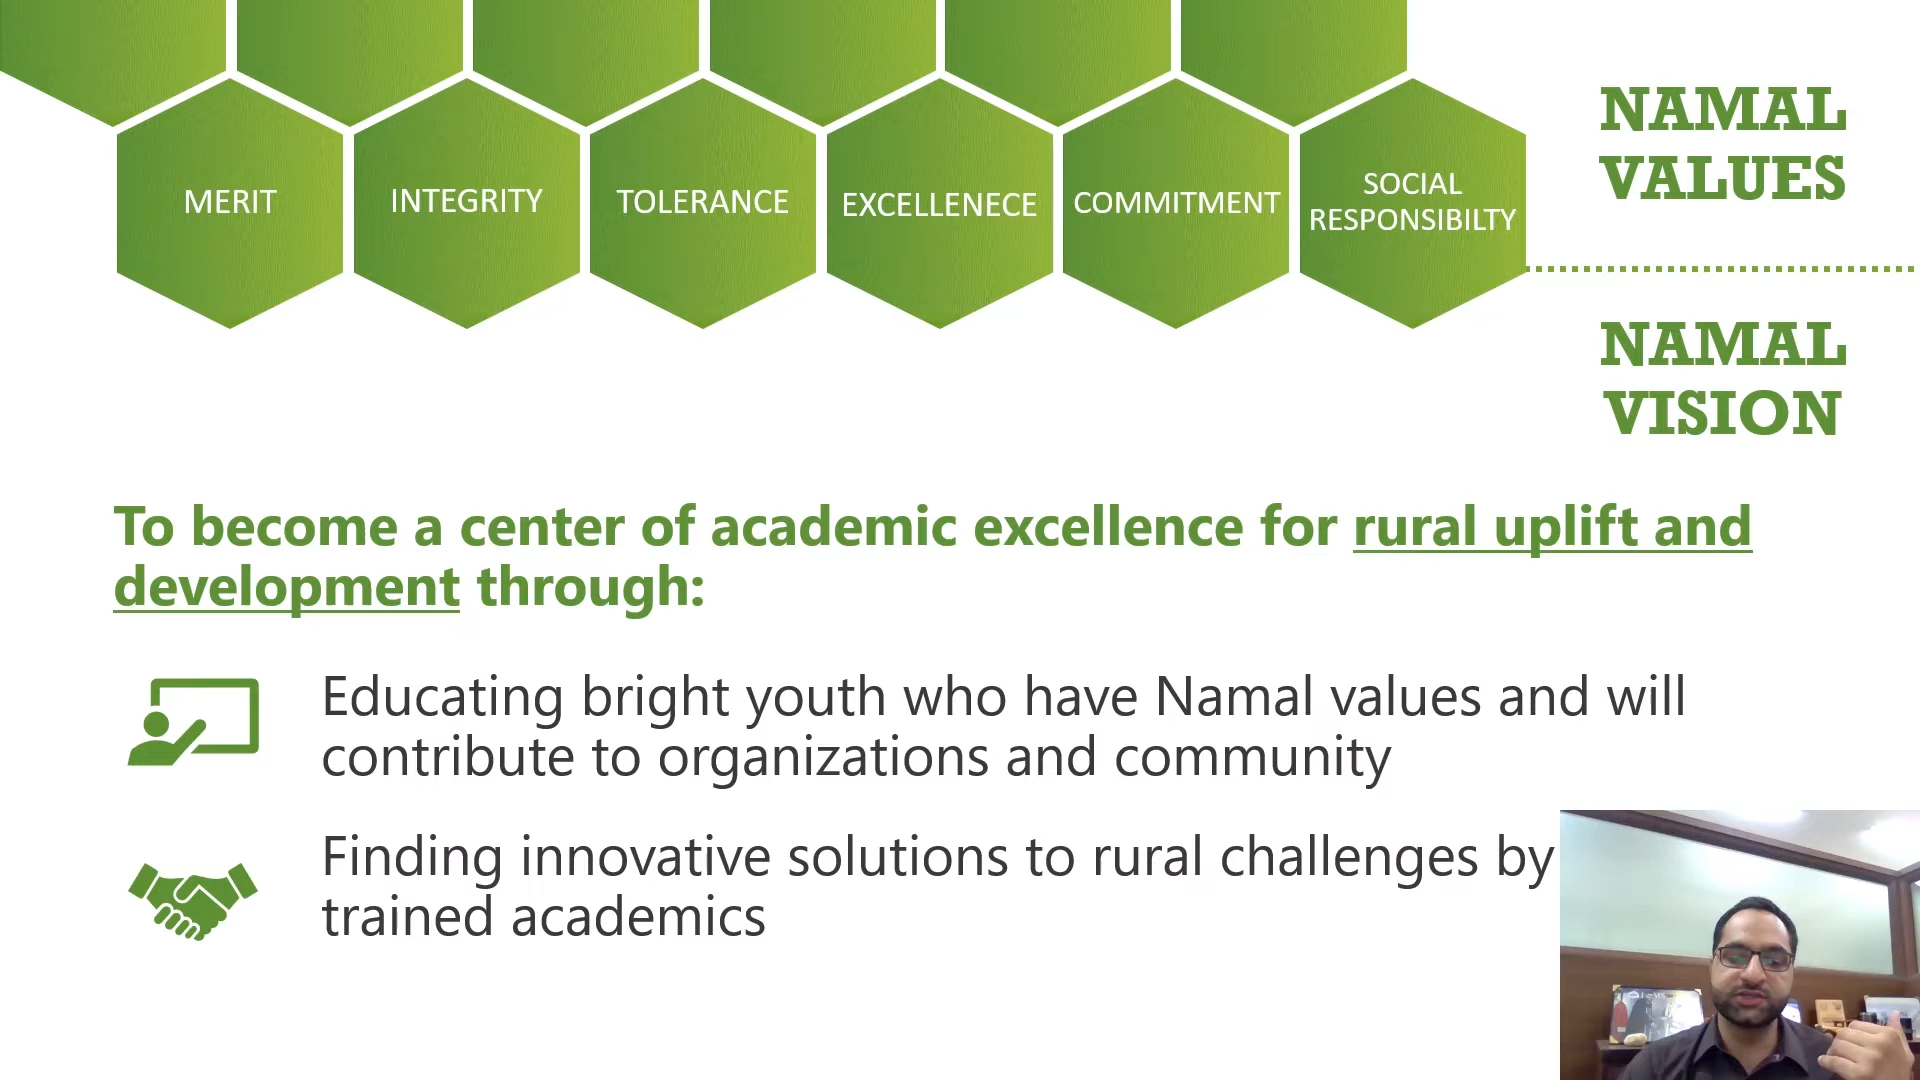 NAMAL
VALUES
MERIT
INTEGRITY
TOLERANCE
EXCELLENECE
COMMITMENT
SOCIAL
RESPONSIBILTY
NAMAL
VISION
To become a center of academic excellence for rural uplift and
development through:
Educating bright youth who have Namal values and will
contribute to organizations and community
Finding innovative solutions to rural challenges by
trained academics